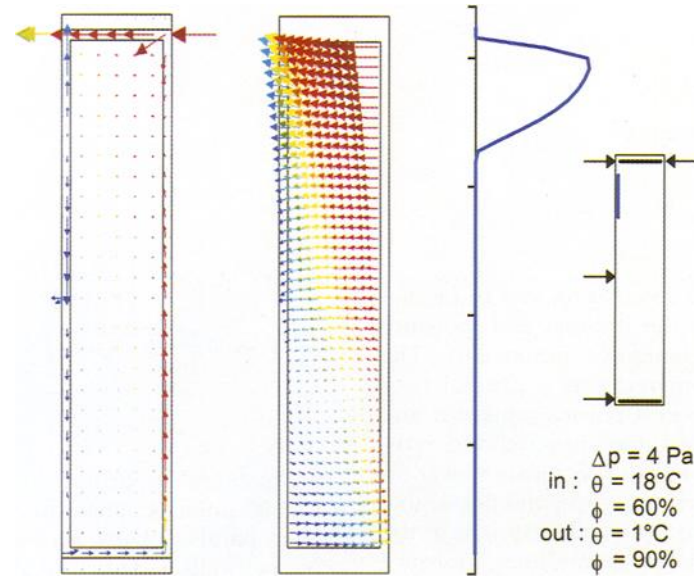 Δp = 4 Pa
in : θ = 18°C
ϕ = 60%
out : θ = 1°C
ϕ = 90%